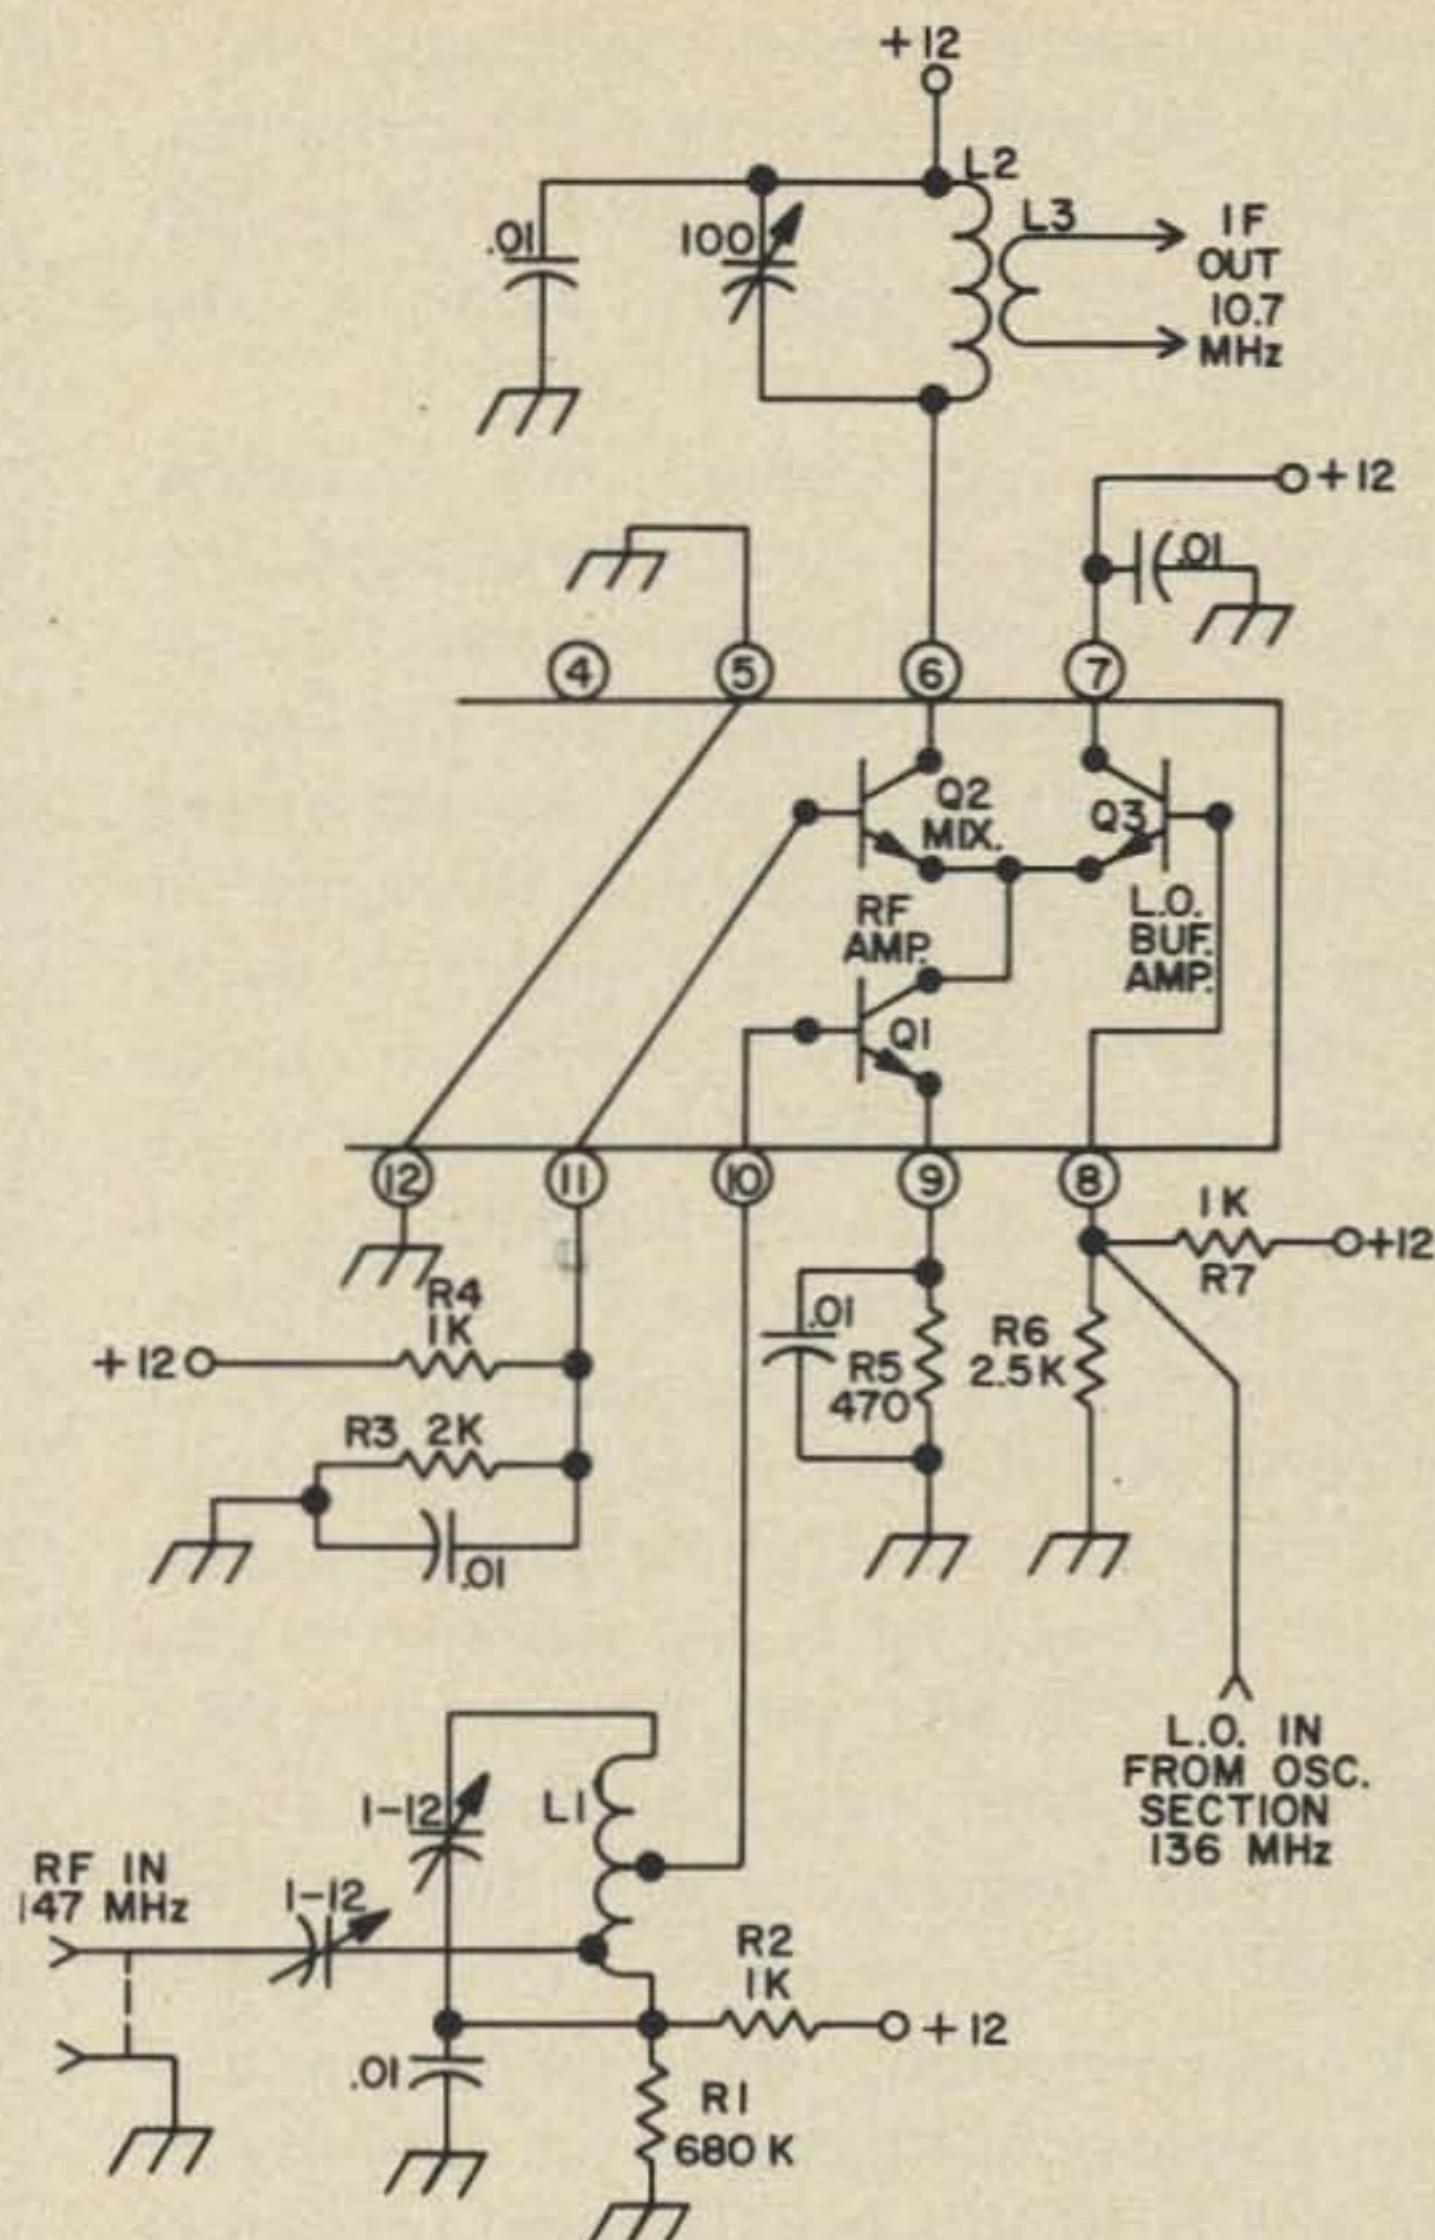 +12
L2
L3
IF
OUT
10.7
MHz
.01
100
+12
.01
4
5
6
7
Q2
MIX.
Q3
RF
AMP.
L.O.
BUF.
AMP.
Q1
12
11
10
9
8
1K
R7
+12
R4
1K
+12
.01
R5
470
R6
2.5K
R3 2K
.01
L.O. IN
FROM OSC.
SECTION
136 MHz
1-12
L1
RF IN
147 MHz
1-12
R2
1K
+12
.01
R1
680 K